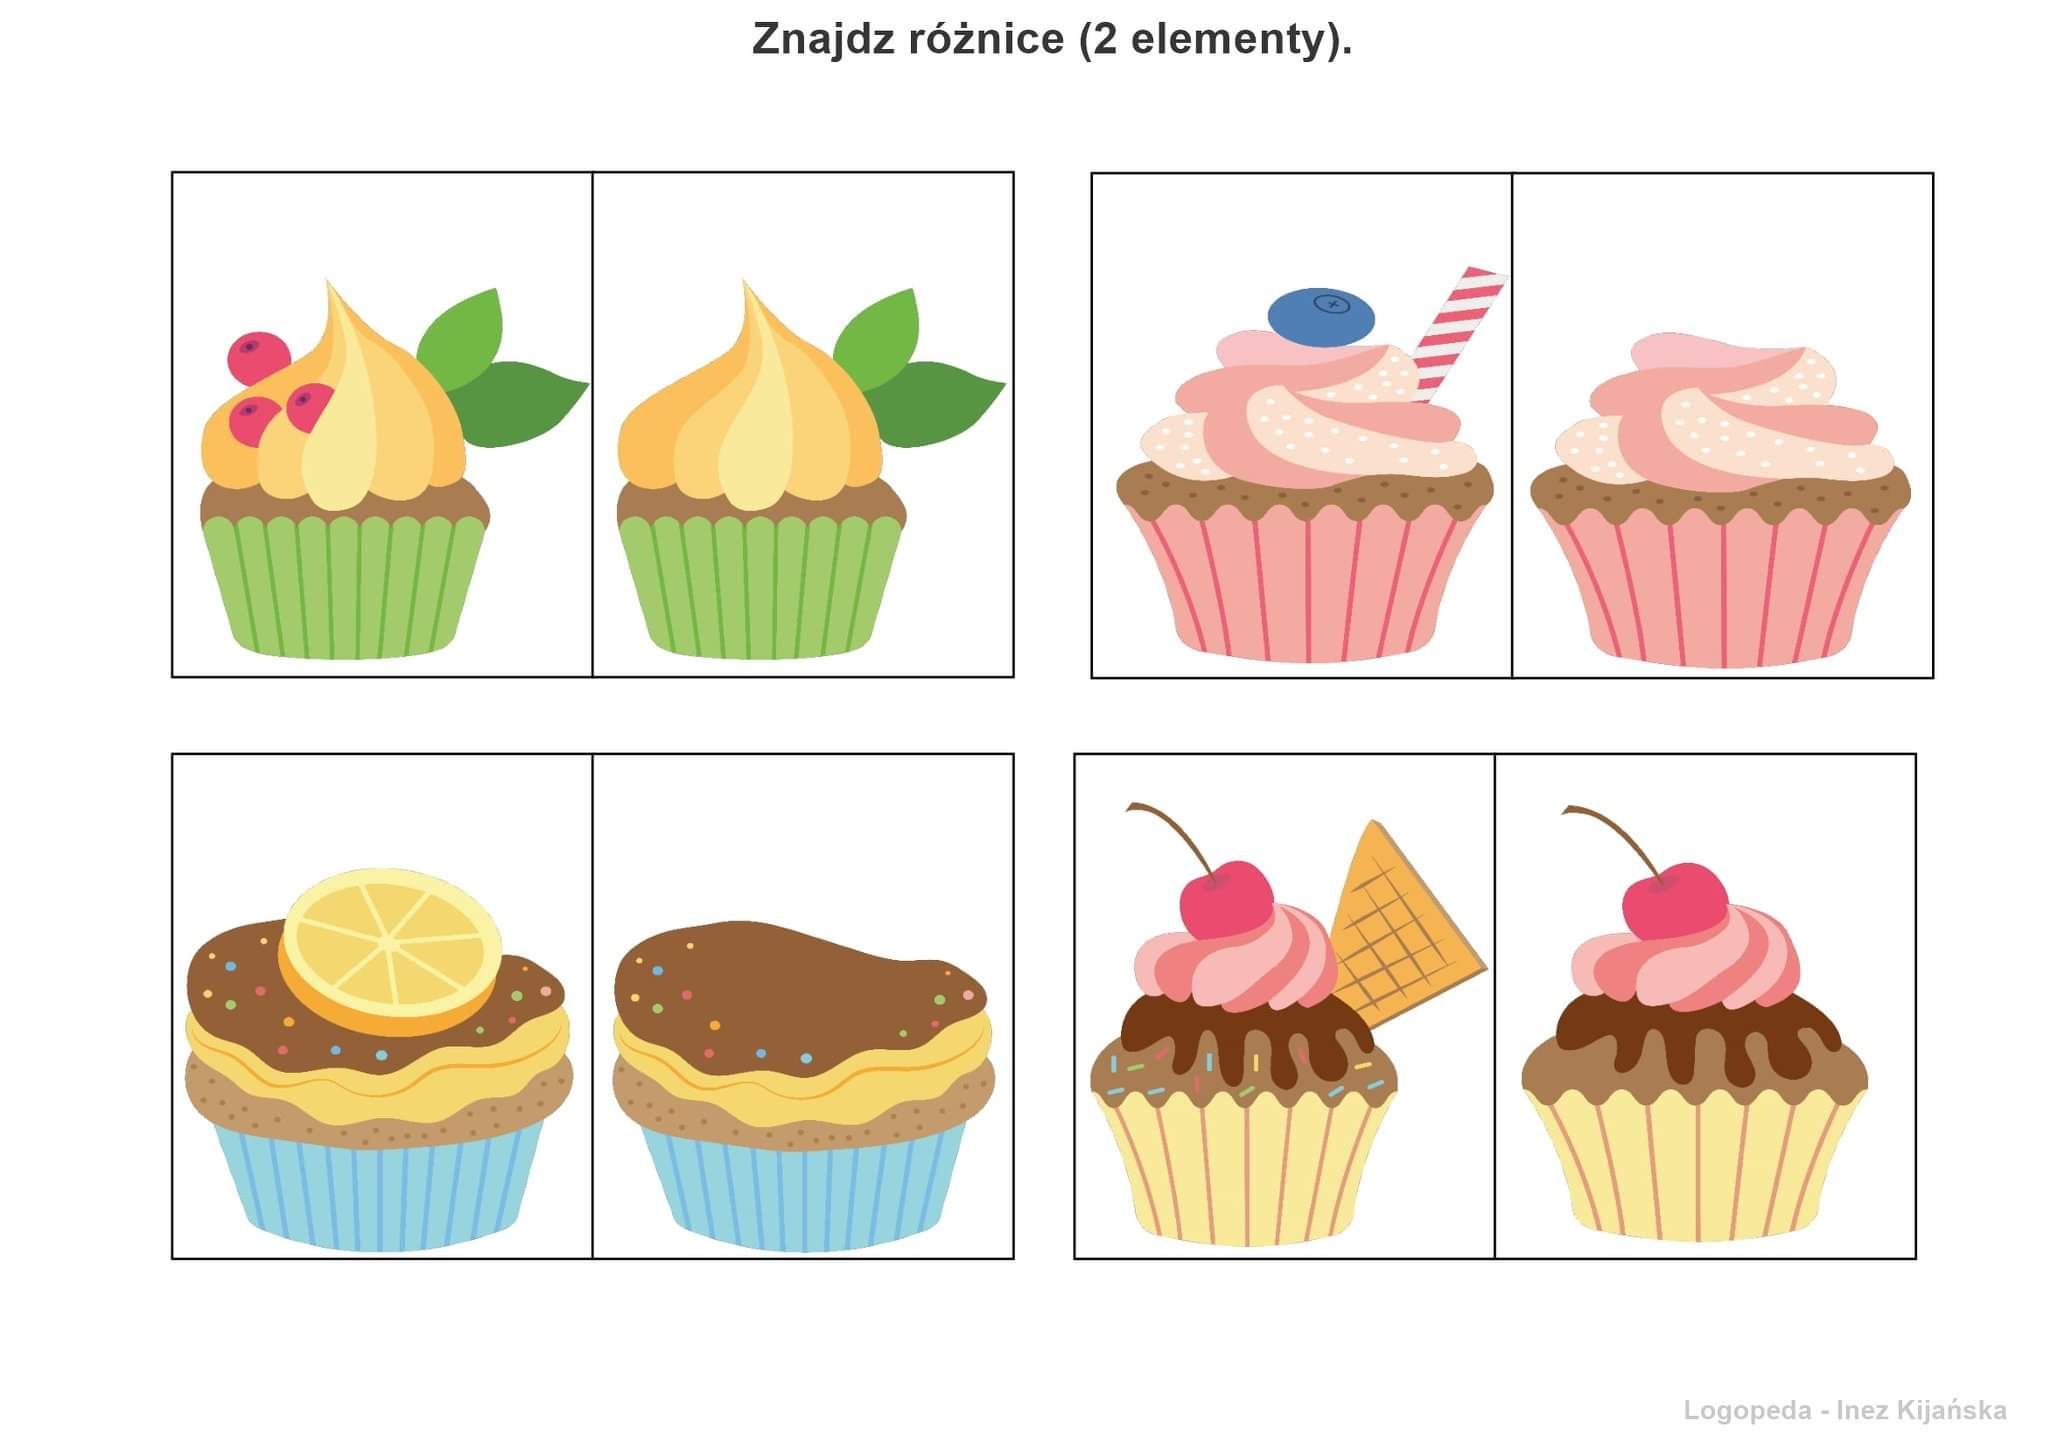 Znajdz różnice (2 elementy).
Logopeda - Inez Kijańska